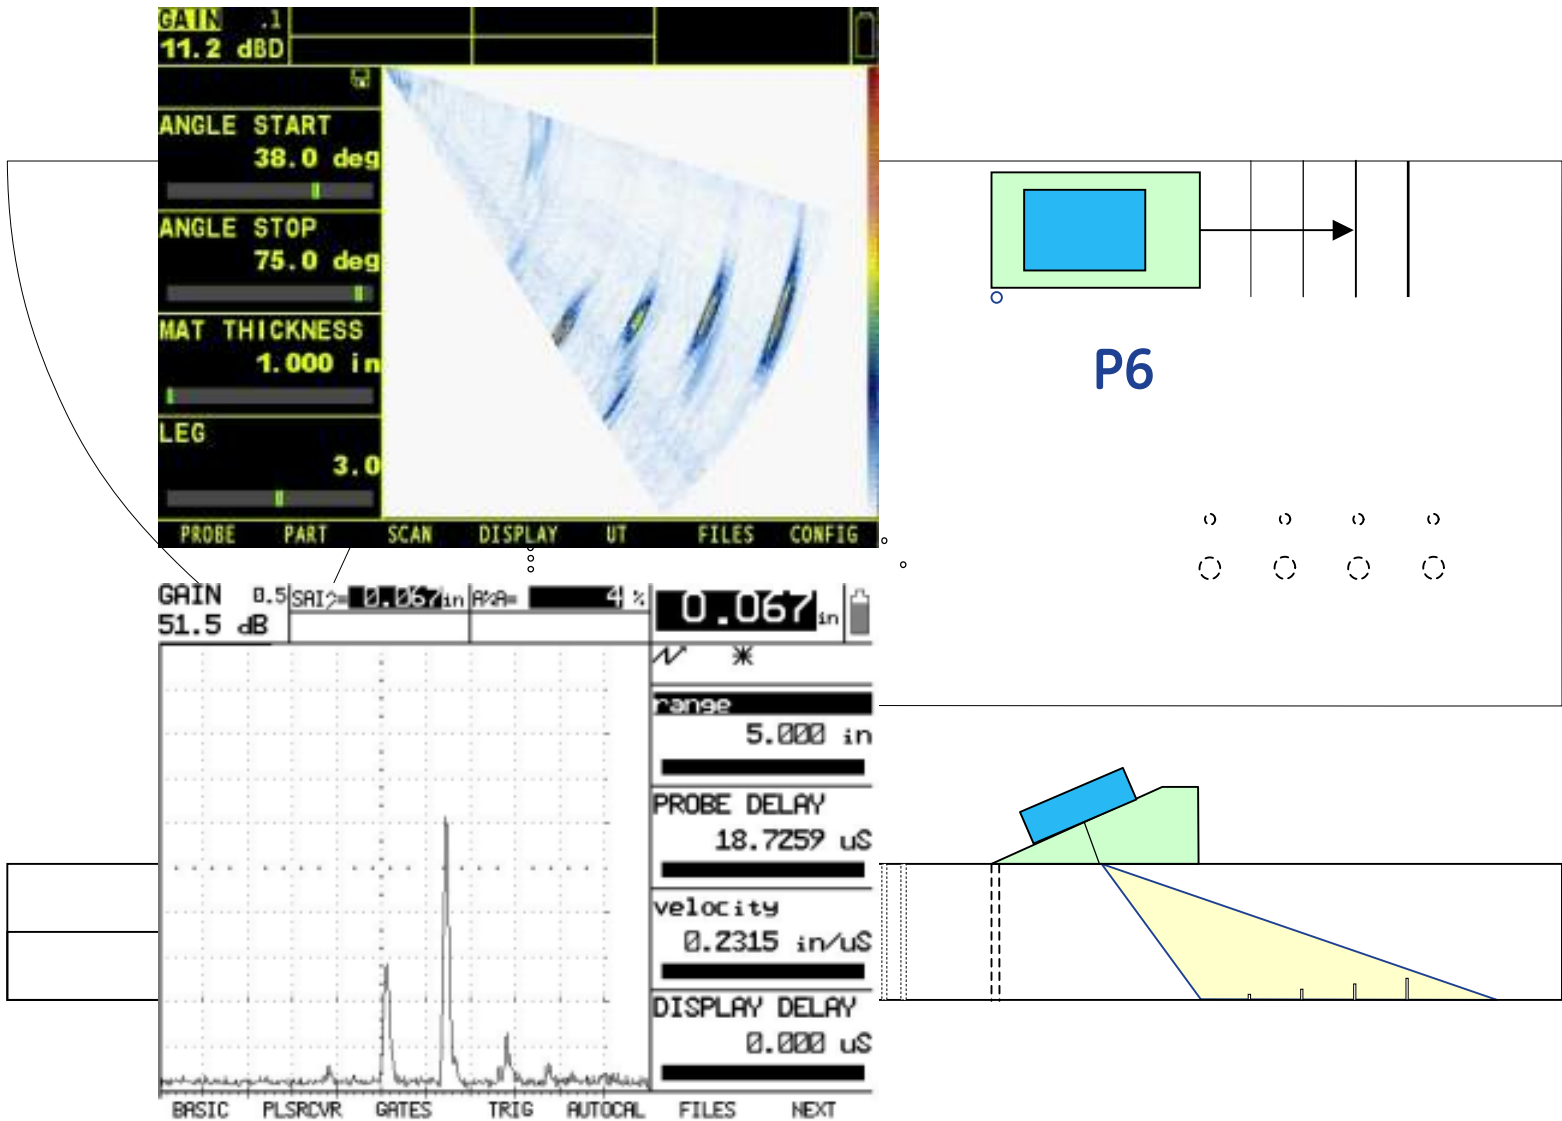 GAIN .1
11.2 dBD
ANGLE START
38.0 deg
ANGLE STOP
75.0 deg
MAT THICKNESS
1.000 in
LEG
3.0
PROBE PART SCAN DISPLAY UT FILES CONFIG
P6
GAIN 0.5
51.5 dB
SA1>= 0.067in A%A= 4 %
0.067 in
range
5.000 in
PROBE DELAY
18.7259 uS
velocity
0.2315 in/uS
DISPLAY DELAY
0.000 uS
BASIC PLSRCVR GATES TRIG AUTOCAL FILES NEXT